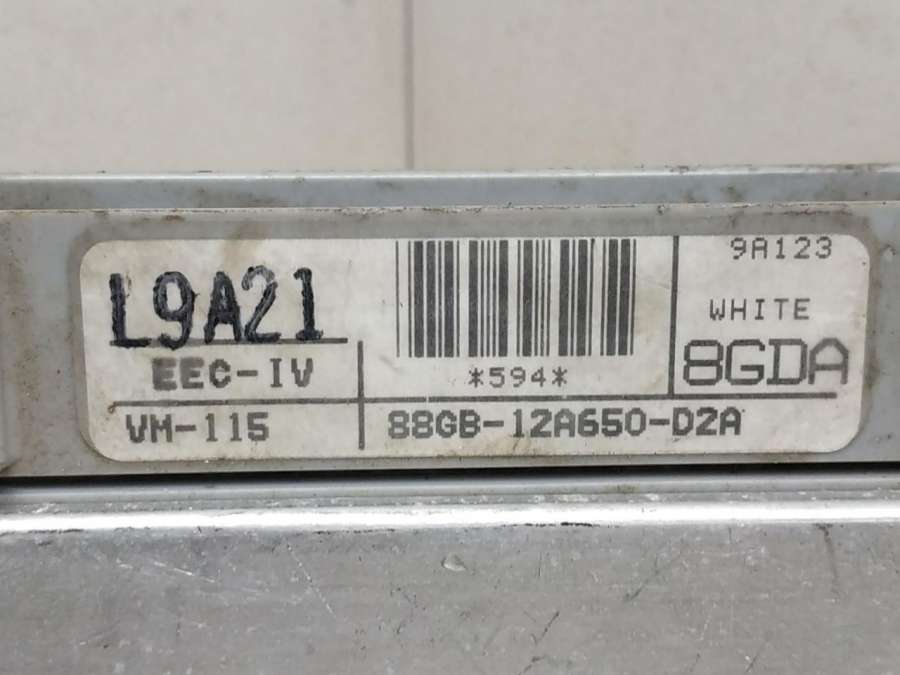 L9A21
EEC-IV
*594*
9A123
WHITE
8GDA
VM-115
88GB-12A650-D2A